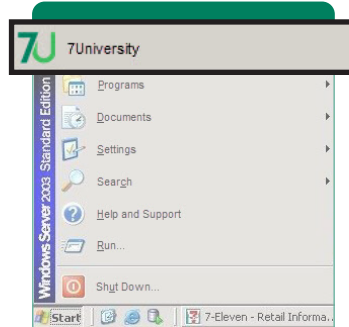 7U 7University
Programs
Documents
Settings
Search
Help and Support
Run...
Shut Down...
Windows Server 2003 Standard Edition
Start 7-Eleven - Retail Informa..